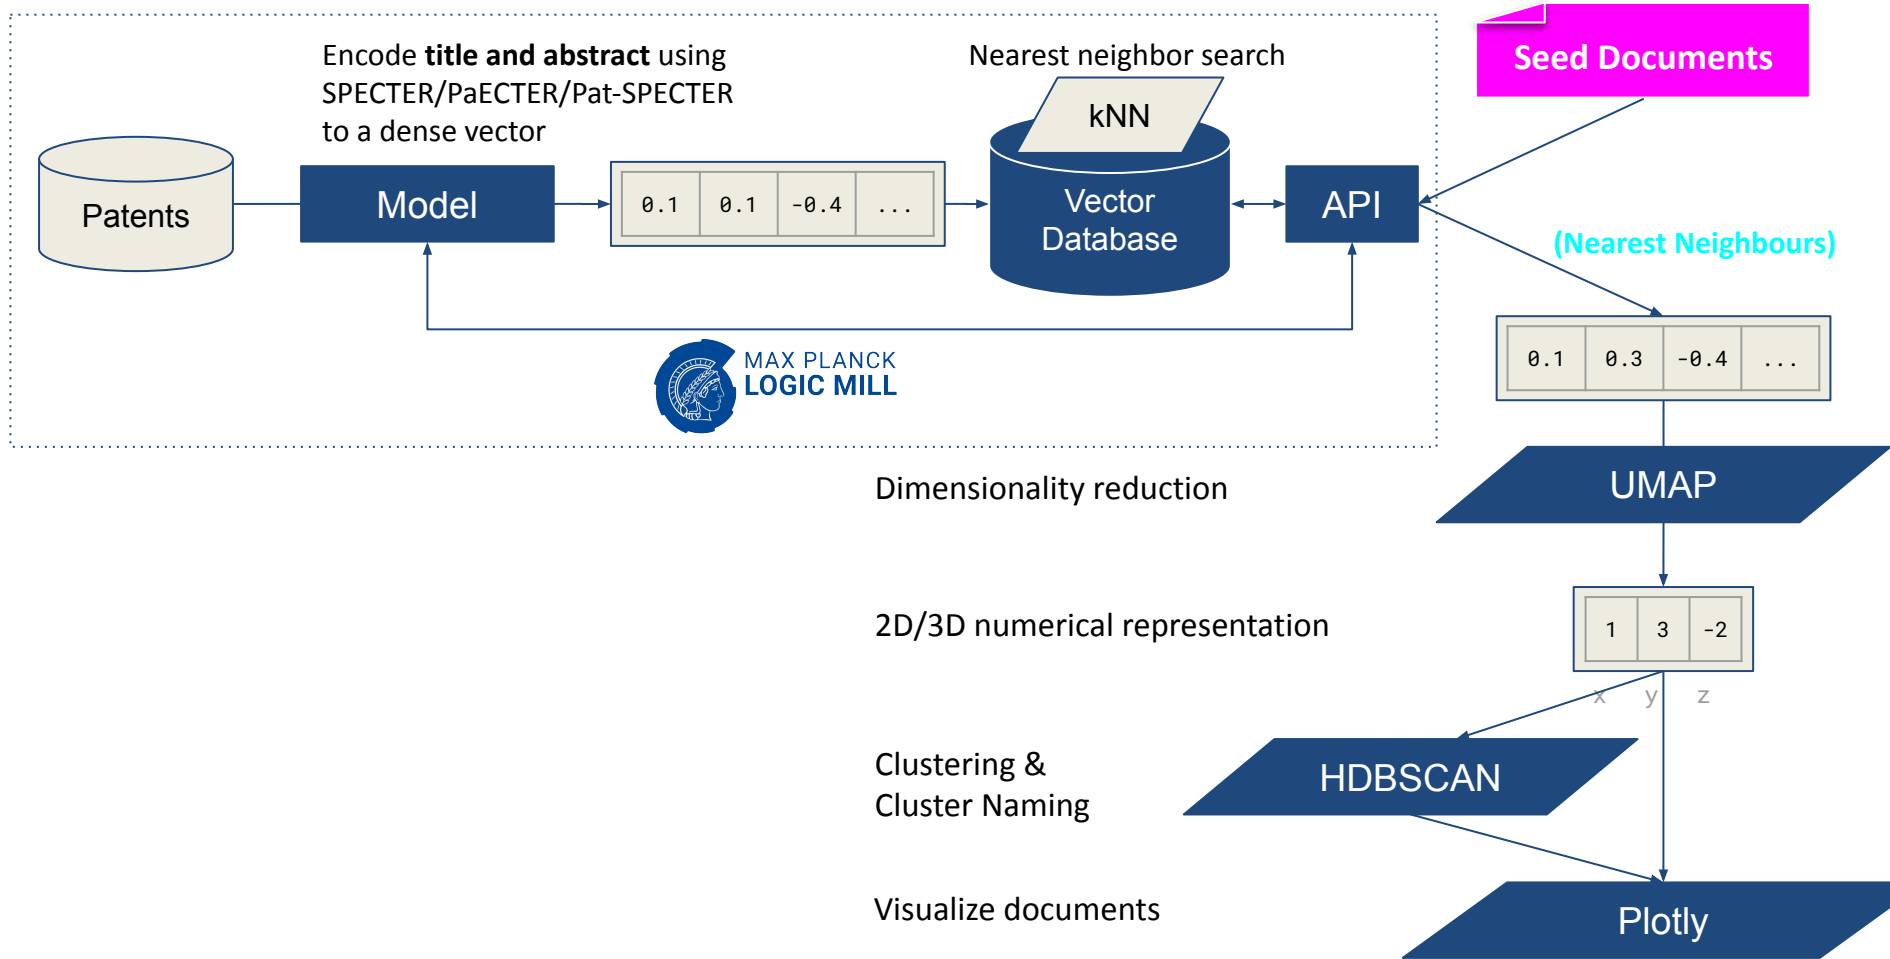 Encode title and abstract using
SPECTER/PaECTER/Pat-SPECTER
to a dense vector
Nearest neighbor search
Seed Documents
kNN
Patents
Model
0.1 0.1 -0.4 ...
Vector
Database
API
(Nearest Neighbours)
MAX PLANCK
LOGIC MILL
0.1 0.3 -0.4 ...
Dimensionality reduction
UMAP
2D/3D numerical representation
1 3 -2
x y z
Clustering &
Cluster Naming
HDBSCAN
Visualize documents
Plotly